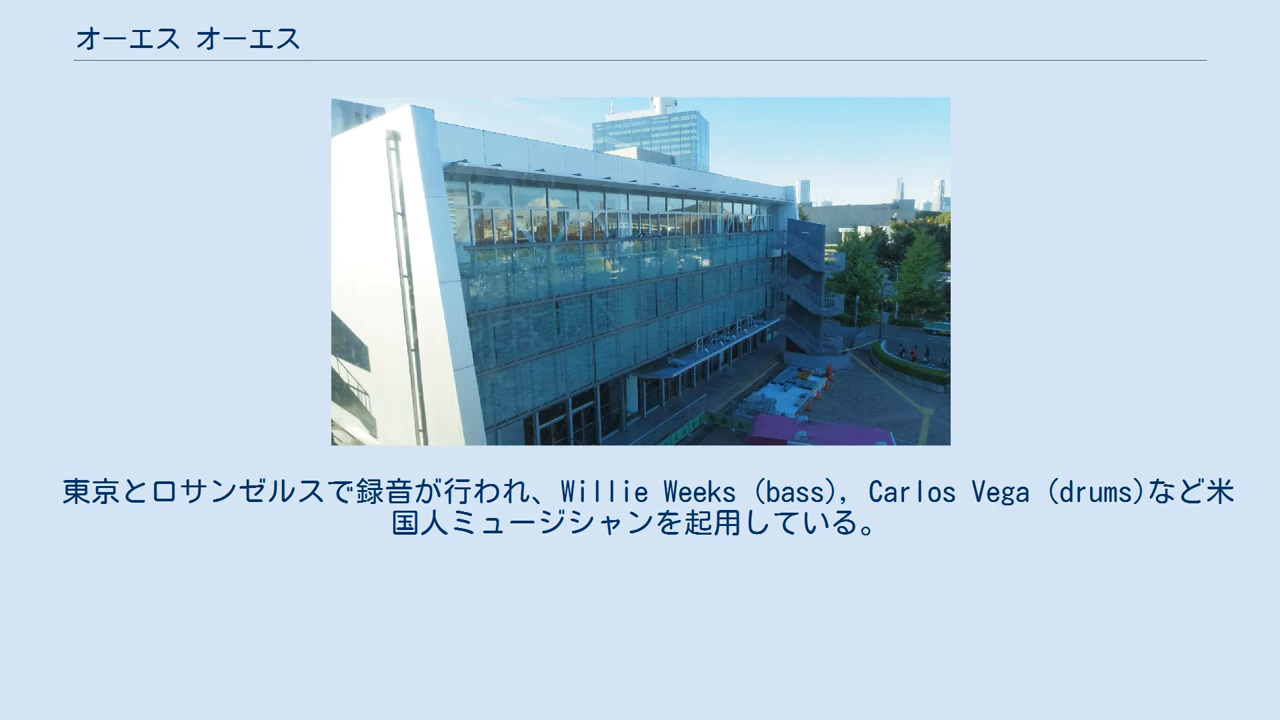 オーエス オーエス
東京とロサンゼルスで録音が行われ、Willie Weeks (bass), Carlos Vega (drums)など米
国人ミュージシャンを起用している。